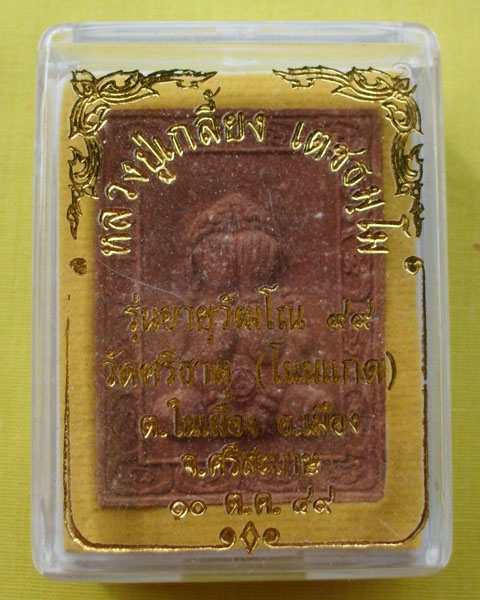 หลวงปู่เกลี้ยง เตชธมฺโม
รุ่นอายุวัฒโณ ๙๙
วัดศรีธาตุ (โนนแกด)
ต.ในเมือง อ.เมือง
จ.ศรีสะเกษ
๑๐ ต.ค. ๔๙